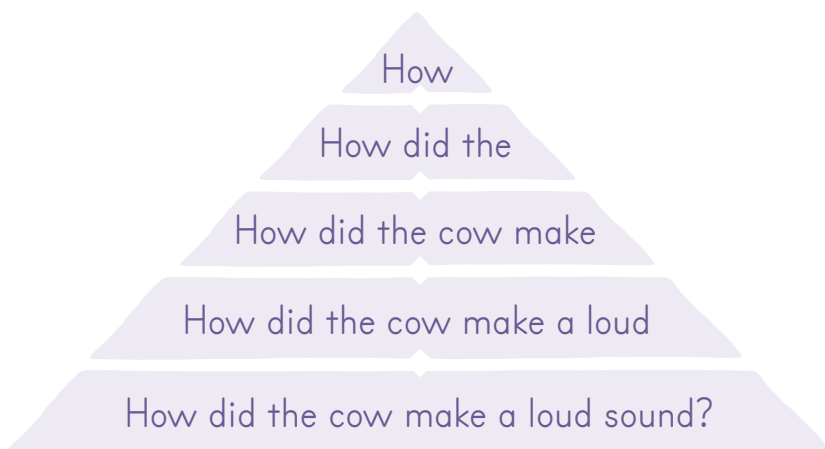 How
How did the
How did the cow make
How did the cow make a loud
How did the cow make a loud sound?